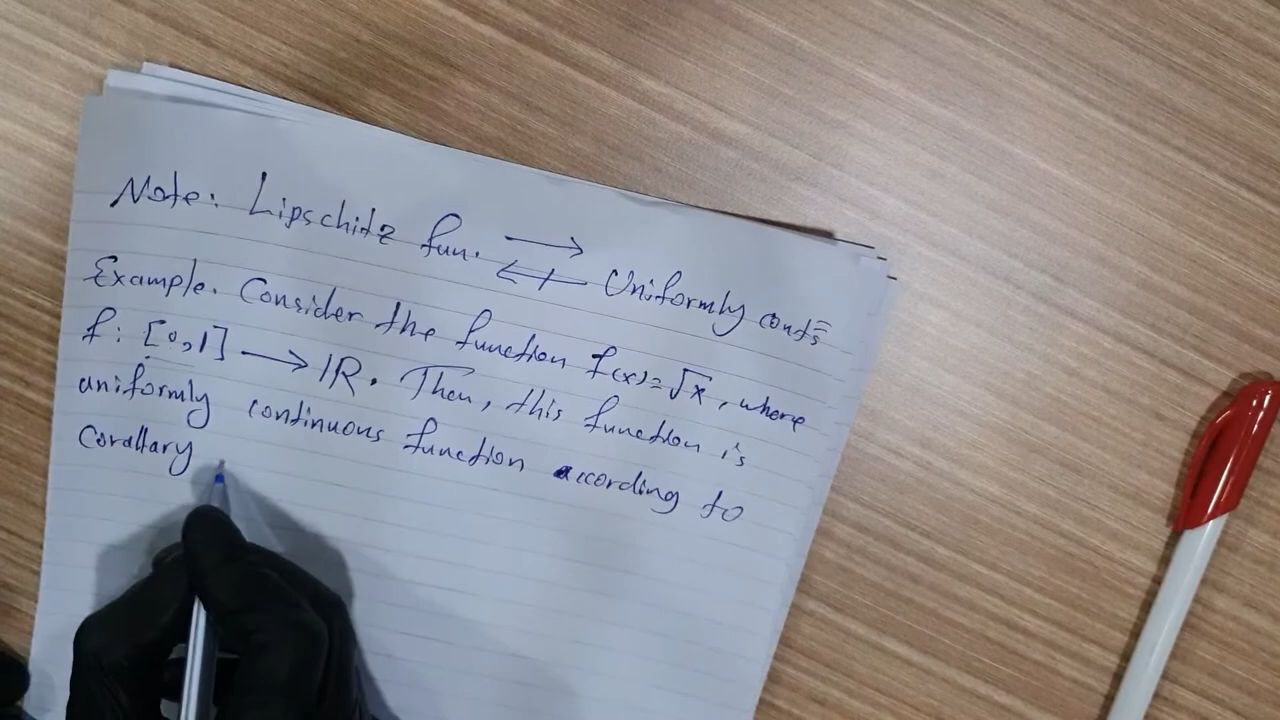 Note: Lipschitz fun. ⟶ ⟸̸ Uniformly conts
Example. Consider the function f(x)=√x, where
f: [0,1] ⟶ IR. Then, this function is
uniformly continuous function according to
Corollary